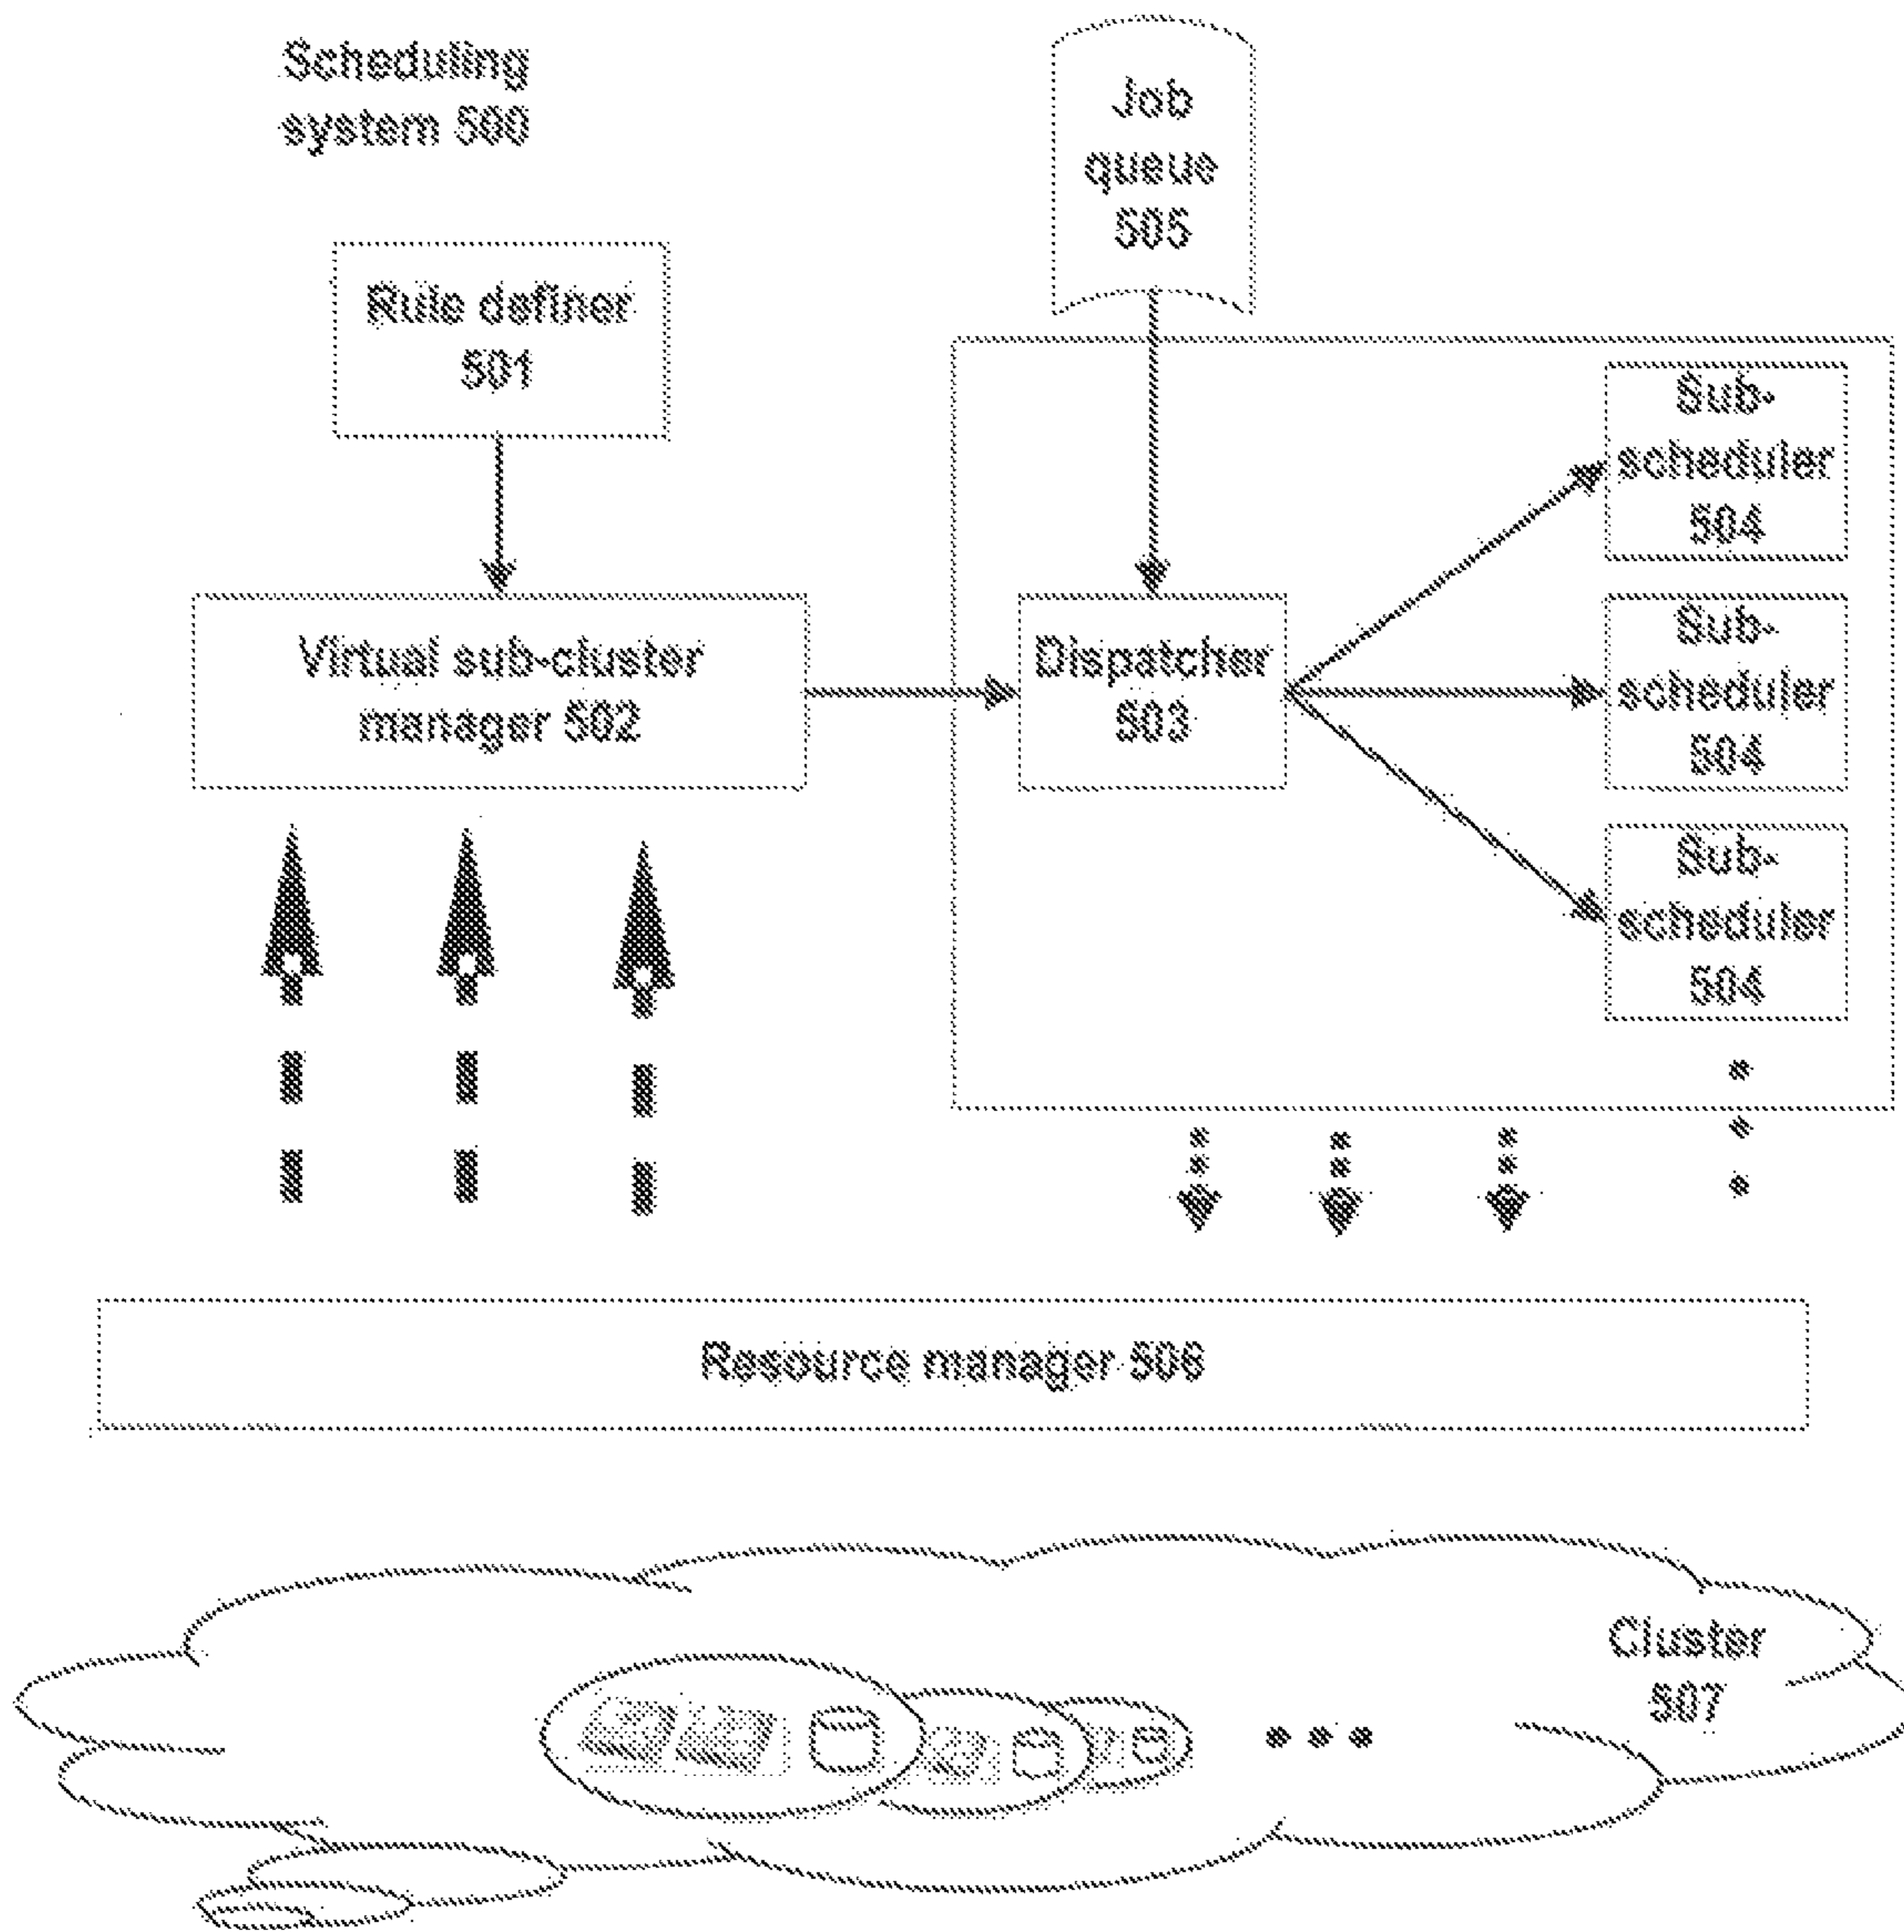 Scheduling
system 500
Job
queue
505
Rule definer
501
Sub-
scheduler
504
Virtual sub-cluster
manager 502
Dispatcher
503
Sub-
scheduler
504
Sub-
scheduler
504
Resource manager 506
Cluster
507